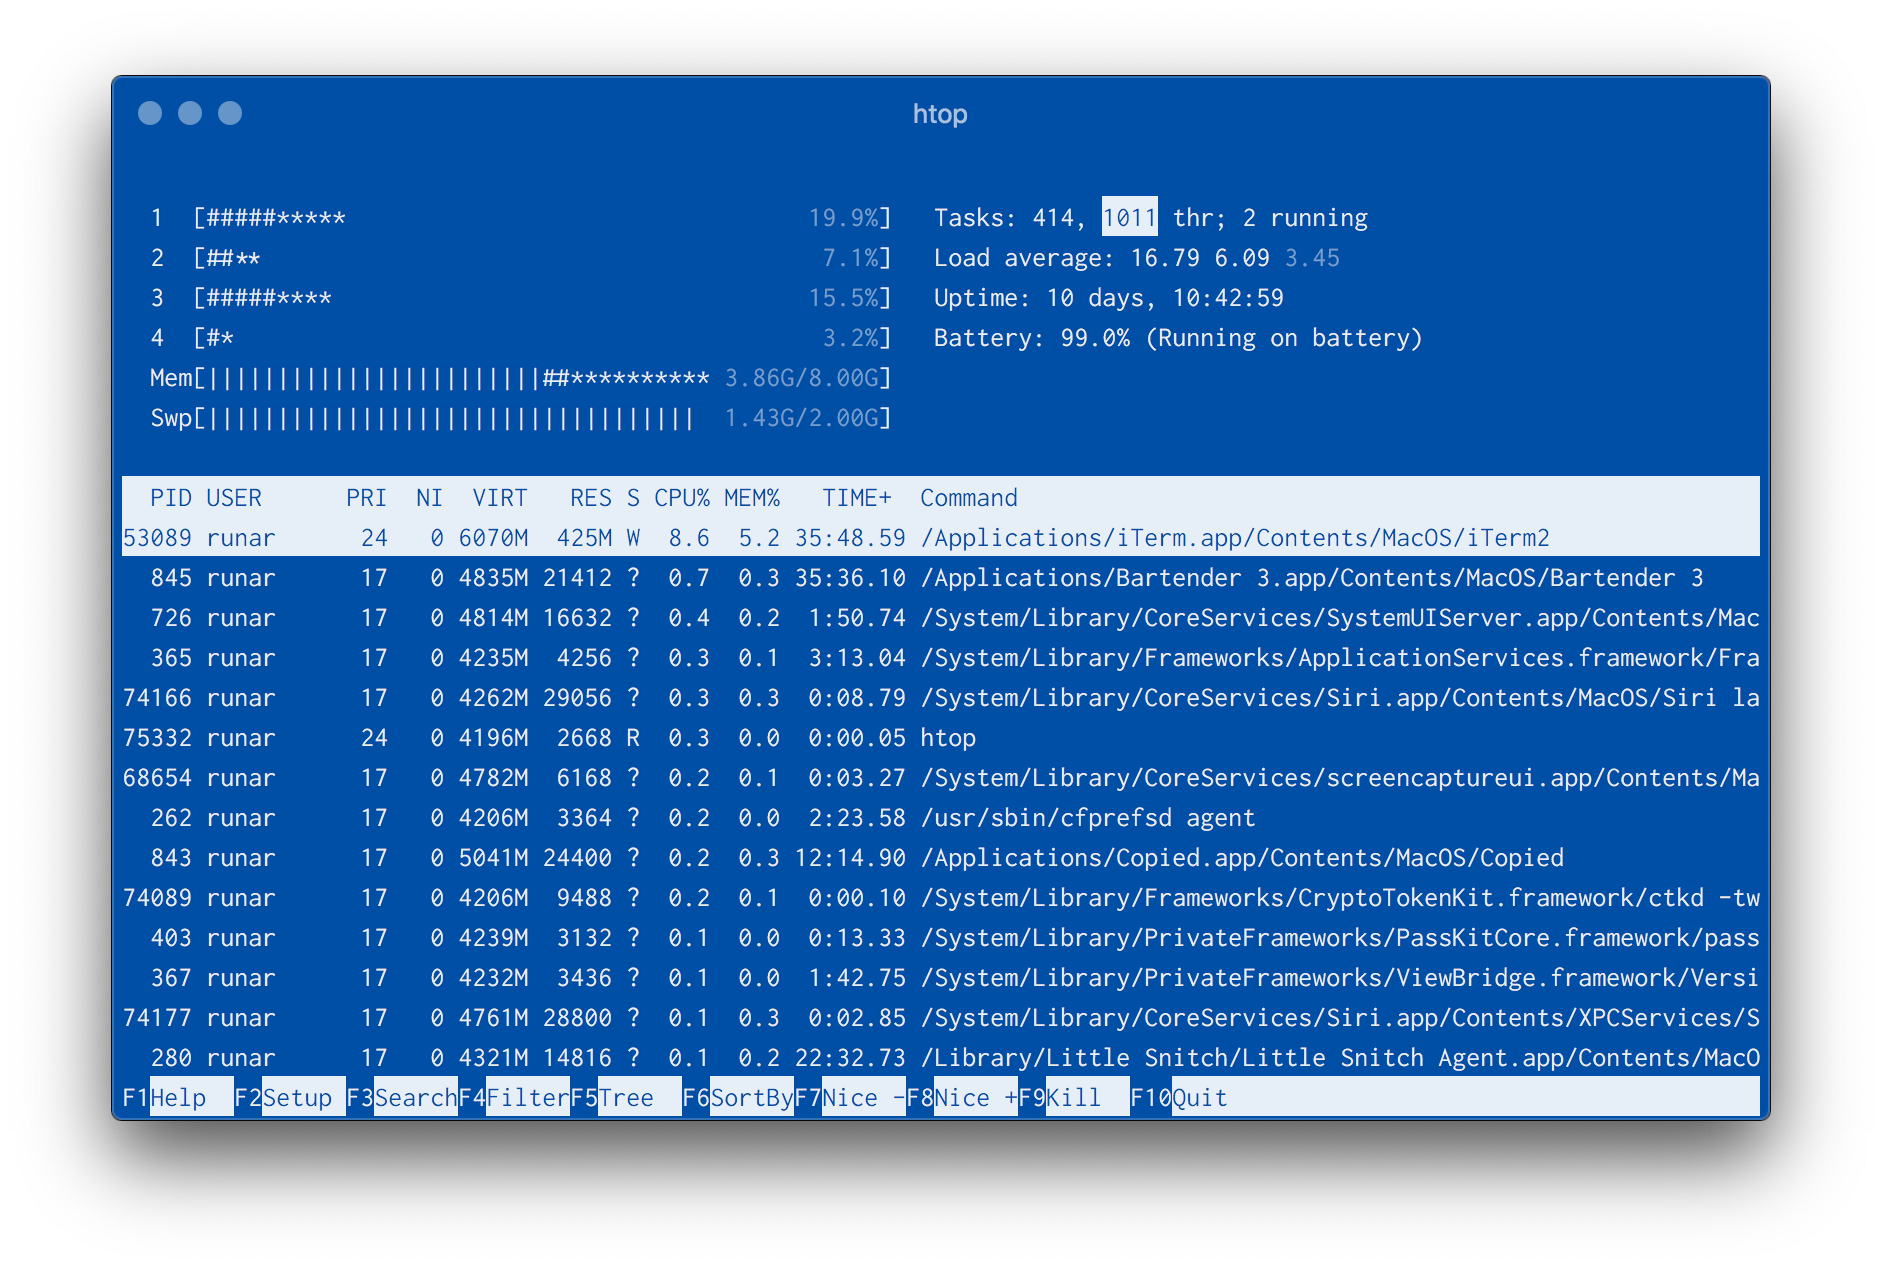 htop
1  [#####*****                                 19.9%]   Tasks: 414, 1011 thr; 2 running
2  [##**                                        7.1%]   Load average: 16.79 6.09 3.45
3  [#####****                                  15.5%]   Uptime: 10 days, 10:42:59
4  [#*                                          3.2%]   Battery: 99.0% (Running on battery)
Mem[||||||||||||||||||||||||##********** 3.86G/8.00G]
Swp[|||||||||||||||||||||||||||||||||||  1.43G/2.00G]
  PID USER      PRI  NI  VIRT   RES S CPU% MEM%   TIME+  Command
53089 runar      24   0 6070M  425M W  8.6  5.2 35:48.59 /Applications/iTerm.app/Contents/MacOS/iTerm2
  845 runar      17   0 4835M 21412 ?  0.7  0.3 35:36.10 /Applications/Bartender 3.app/Contents/MacOS/Bartender 3
  726 runar      17   0 4814M 16632 ?  0.4  0.2  1:50.74 /System/Library/CoreServices/SystemUIServer.app/Contents/Mac
  365 runar      17   0 4235M  4256 ?  0.3  0.1  3:13.04 /System/Library/Frameworks/ApplicationServices.framework/Fra
74166 runar      17   0 4262M 29056 ?  0.3  0.3  0:08.79 /System/Library/CoreServices/Siri.app/Contents/MacOS/Siri la
75332 runar      24   0 4196M  2668 R  0.3  0.0  0:00.05 htop
68654 runar      17   0 4782M  6168 ?  0.2  0.1  0:03.27 /System/Library/CoreServices/screencaptureui.app/Contents/Ma
  262 runar      17   0 4206M  3364 ?  0.2  0.0  2:23.58 /usr/sbin/cfprefsd agent
  843 runar      17   0 5041M 24400 ?  0.2  0.3 12:14.90 /Applications/Copied.app/Contents/MacOS/Copied
74089 runar      17   0 4206M  9488 ?  0.2  0.1  0:00.10 /System/Library/Frameworks/CryptoTokenKit.framework/ctkd -tw
  403 runar      17   0 4239M  3132 ?  0.1  0.0  0:13.33 /System/Library/PrivateFrameworks/PassKitCore.framework/pass
  367 runar      17   0 4232M  3436 ?  0.1  0.0  1:42.75 /System/Library/PrivateFrameworks/ViewBridge.framework/Versi
74177 runar      17   0 4761M 28800 ?  0.1  0.3  0:02.85 /System/Library/CoreServices/Siri.app/Contents/XPCServices/S
  280 runar      17   0 4321M 14816 ?  0.1  0.2 22:32.73 /Library/Little Snitch/Little Snitch Agent.app/Contents/MacO
F1Help  F2Setup F3SearchF4FilterF5Tree  F6SortByF7Nice -F8Nice +F9Kill  F10Quit